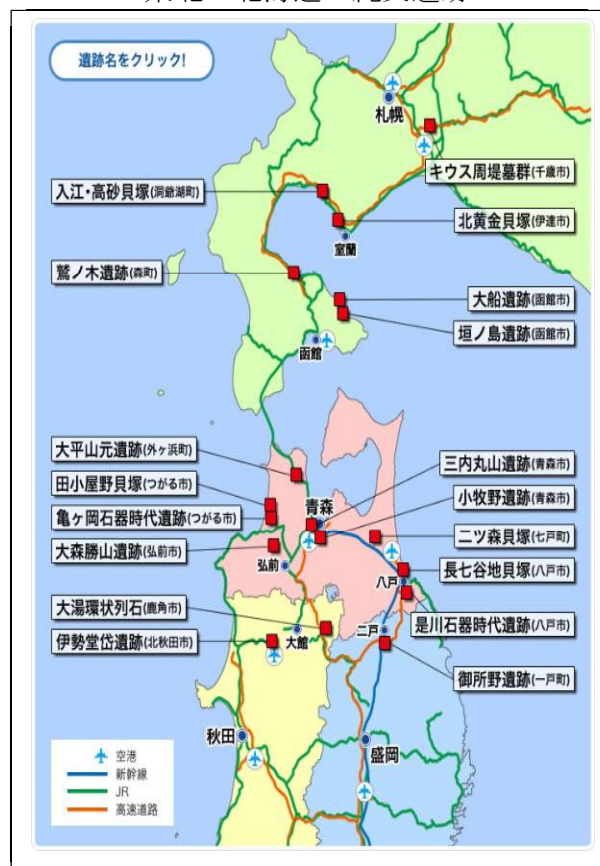 遺跡名をクリック!
札幌
キウス周堤墓群(千歳市)
入江・高砂貝塚(洞爺湖町)
北黄金貝塚(伊達市)
室蘭
鷲ノ木遺跡(森町)
大船遺跡(函館市)
垣ノ島遺跡(函館市)
函館
大平山元遺跡(外ヶ浜町)
三内丸山遺跡(青森市)
田小屋野貝塚(つがる市)
青森
小牧野遺跡(青森市)
亀ヶ岡石器時代遺跡(つがる市)
二ツ森貝塚(七戸町)
大森勝山遺跡(弘前市)
弘前
長七谷地貝塚(八戸市)
八戸
大湯環状列石(鹿角市)
是川石器時代遺跡(八戸市)
伊勢堂岱遺跡(北秋田市)
大館
二戸
御所野遺跡(一戸町)
秋田
盛岡
空港
新幹線
JR
高速道路